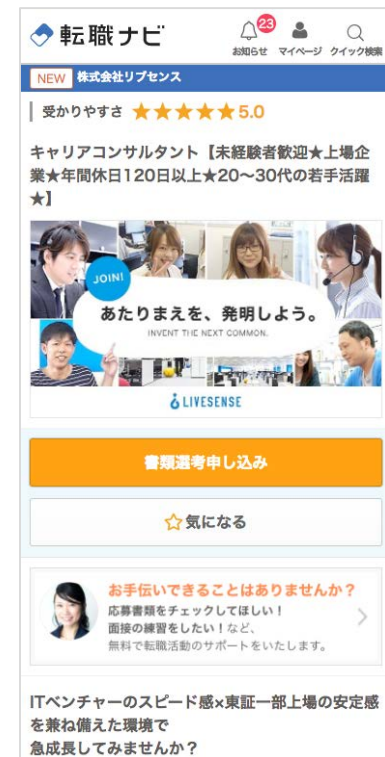 転職ナビ
23
お知らせ マイページ クイック検索
NEW 株式会社リブセンス
受かりやすさ ★★★★★5.0
キャリアコンサルタント【未経験者歓迎★上場企
業★年間休日120日以上★20〜30代の若手活躍
★】
JOIN!
あたりまえを、発明しよう。
INVENT THE NEXT COMMON.
LIVESENSE
書類選考申し込み
☆気になる
お手伝いできることはありませんか？
応募書類をチェックしてほしい！
面接の練習をしたい！など、
無料で転職活動のサポートをいたします。
ITベンチャーのスピード感×東証一部上場の安定感
を兼ね備えた環境で
急成長してみませんか？